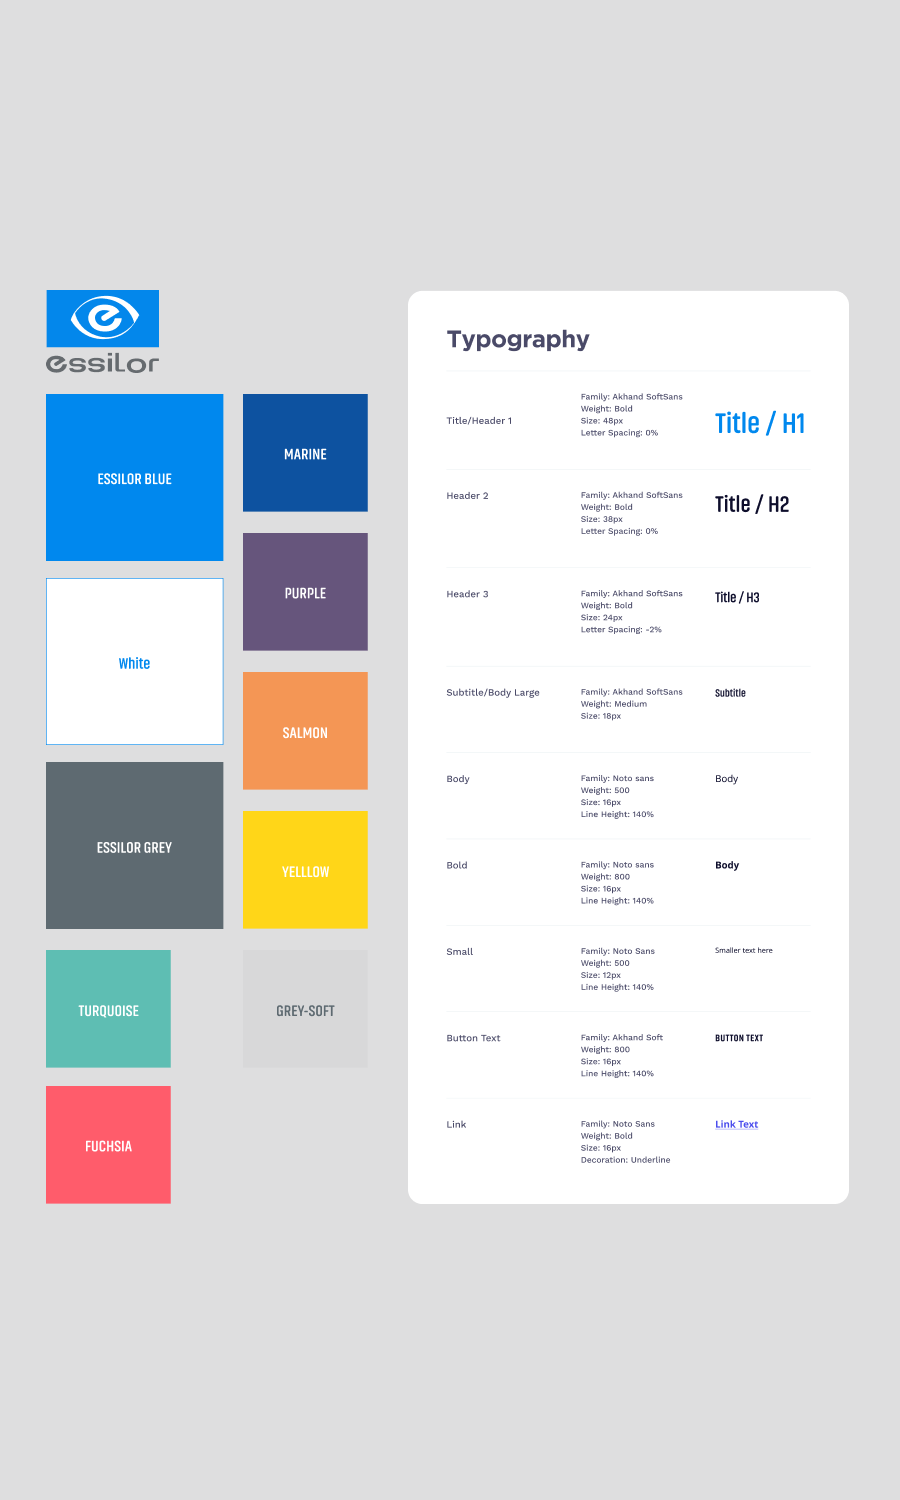 essilor
ESSILOR BLUE
MARINE
PURPLE
White
SALMON
ESSILOR GREY
YELLLOW
TURQUOISE
GREY-SOFT
FUCHSIA
Typography
Title/Header 1
Family: Akhand SoftSans
Weight: Bold
Size: 48px
Letter Spacing: 0%
Title / H1
Header 2
Family: Akhand SoftSans
Weight: Bold
Size: 38px
Letter Spacing: 0%
Title / H2
Header 3
Family: Akhand SoftSans
Weight: Bold
Size: 24px
Letter Spacing: -2%
Title / H3
Subtitle/Body Large
Family: Akhand SoftSans
Weight: Medium
Size: 18px
Subtitle
Body
Family: Noto sans
Weight: 500
Size: 16px
Line Height: 140%
Body
Bold
Family: Noto sans
Weight: 800
Size: 16px
Line Height: 140%
Body
Small
Family: Noto Sans
Weight: 500
Size: 12px
Line Height: 140%
Smaller text here
Button Text
Family: Akhand Soft
Weight: 800
Size: 16px
Line Height: 140%
BUTTON TEXT
Link
Family: Noto Sans
Weight: Bold
Size: 16px
Decoration: Underline
Link Text